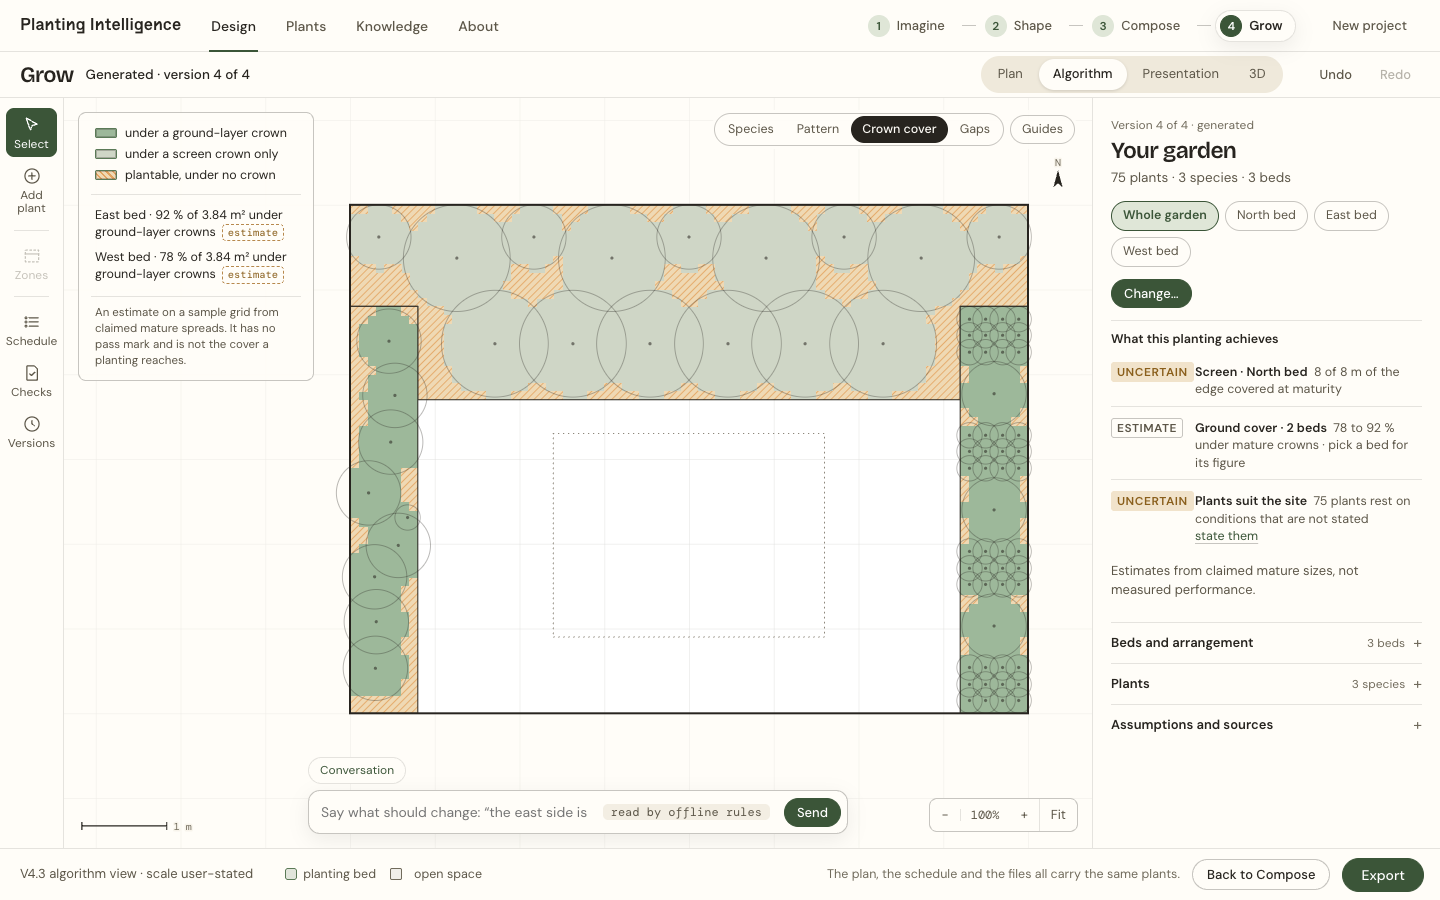 Planting Intelligence
Design
Plants
Knowledge
About
1 Imagine
2 Shape
3 Compose
4 Grow
New project
Grow
Generated · version 4 of 4
Plan
Algorithm
Presentation
3D
Undo
Redo
Select
Add
plant
Zones
Schedule
Checks
Versions
under a ground-layer crown
under a screen crown only
plantable, under no crown
East bed · 92 % of 3.84 m² under
ground-layer crowns estimate
West bed · 78 % of 3.84 m² under
ground-layer crowns estimate
An estimate on a sample grid from
claimed mature spreads. It has no
pass mark and is not the cover a
planting reaches.
Species
Pattern
Crown cover
Gaps
Guides
N
1 m
Conversation
Say what should change: “the east side is
read by offline rules
Send
− 100% + Fit
Version 4 of 4 · generated
Your garden
75 plants · 3 species · 3 beds
Whole garden
North bed
East bed
West bed
Change…
What this planting achieves
UNCERTAIN Screen · North bed 8 of 8 m of the
edge covered at maturity
ESTIMATE Ground cover · 2 beds 78 to 92 %
under mature crowns · pick a bed for
its figure
UNCERTAIN Plants suit the site 75 plants rest on
conditions that are not stated
state them
Estimates from claimed mature sizes, not
measured performance.
Beds and arrangement 3 beds +
Plants 3 species +
Assumptions and sources +
V4.3 algorithm view · scale user-stated
planting bed
open space
The plan, the schedule and the files all carry the same plants.
Back to Compose
Export